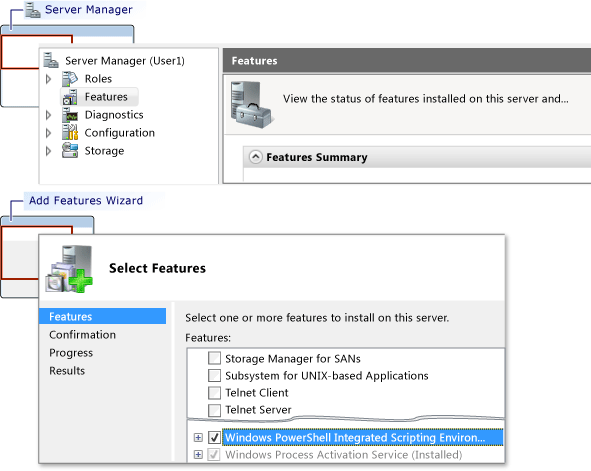 Server Manager
Server Manager (User1)
Roles
Features
Diagnostics
Configuration
Storage
Features
View the status of features installed on this server and...
Features Summary
Add Features Wizard
Select Features
Features
Confirmation
Progress
Results
Select one or more features to install on this server.
Features:
Storage Manager for SANs
Subsystem for UNIX-based Applications
Telnet Client
Telnet Server
Windows PowerShell Integrated Scripting Environ...
Windows Process Activation Service (Installed)